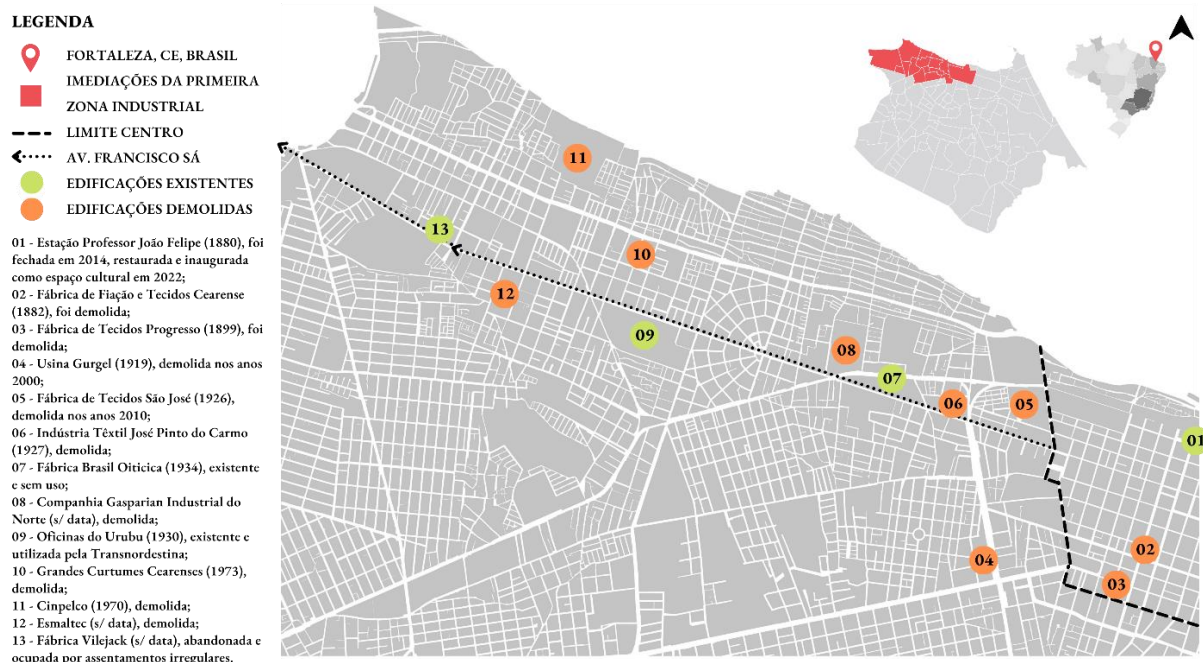 LEGENDA
FORTALEZA, CE, BRASIL
IMEDIAÇÕES DA PRIMEIRA
ZONA INDUSTRIAL
LIMITE CENTRO
AV. FRANCISCO SÁ
EDIFICAÇÕES EXISTENTES
EDIFICAÇÕES DEMOLIDAS
01 - Estação Professor João Felipe (1880), foi
fechada em 2014, restaurada e inaugurada
como espaço cultural em 2022;
02 - Fábrica de Fiação e Tecidos Cearense
(1882), foi demolida;
03 - Fábrica de Tecidos Progresso (1899), foi
demolida;
04 - Usina Gurgel (1919), demolida nos anos
2000;
05 - Fábrica de Tecidos São José (1926),
demolida nos anos 2010;
06 - Indústria Têxtil José Pinto do Carmo
(1927), demolida;
07 - Fábrica Brasil Oiticica (1934), existente
e sem uso;
08 - Companhia Gasparian Industrial do
Norte (s/ data), demolida;
09 - Oficinas do Urubu (1930), existente e
utilizada pela Transnordestina;
10 - Grandes Curtumes Cearenses (1973),
demolida;
11 - Cinpelco (1970), demolida;
12 - Esmaltec (s/ data), demolida;
13 - Fábrica Vilejack (s/ data), abandonada e
ocupada por assentamentos irregulares.
11
13
10
12
09
08
07
06
05
01
02
04
03